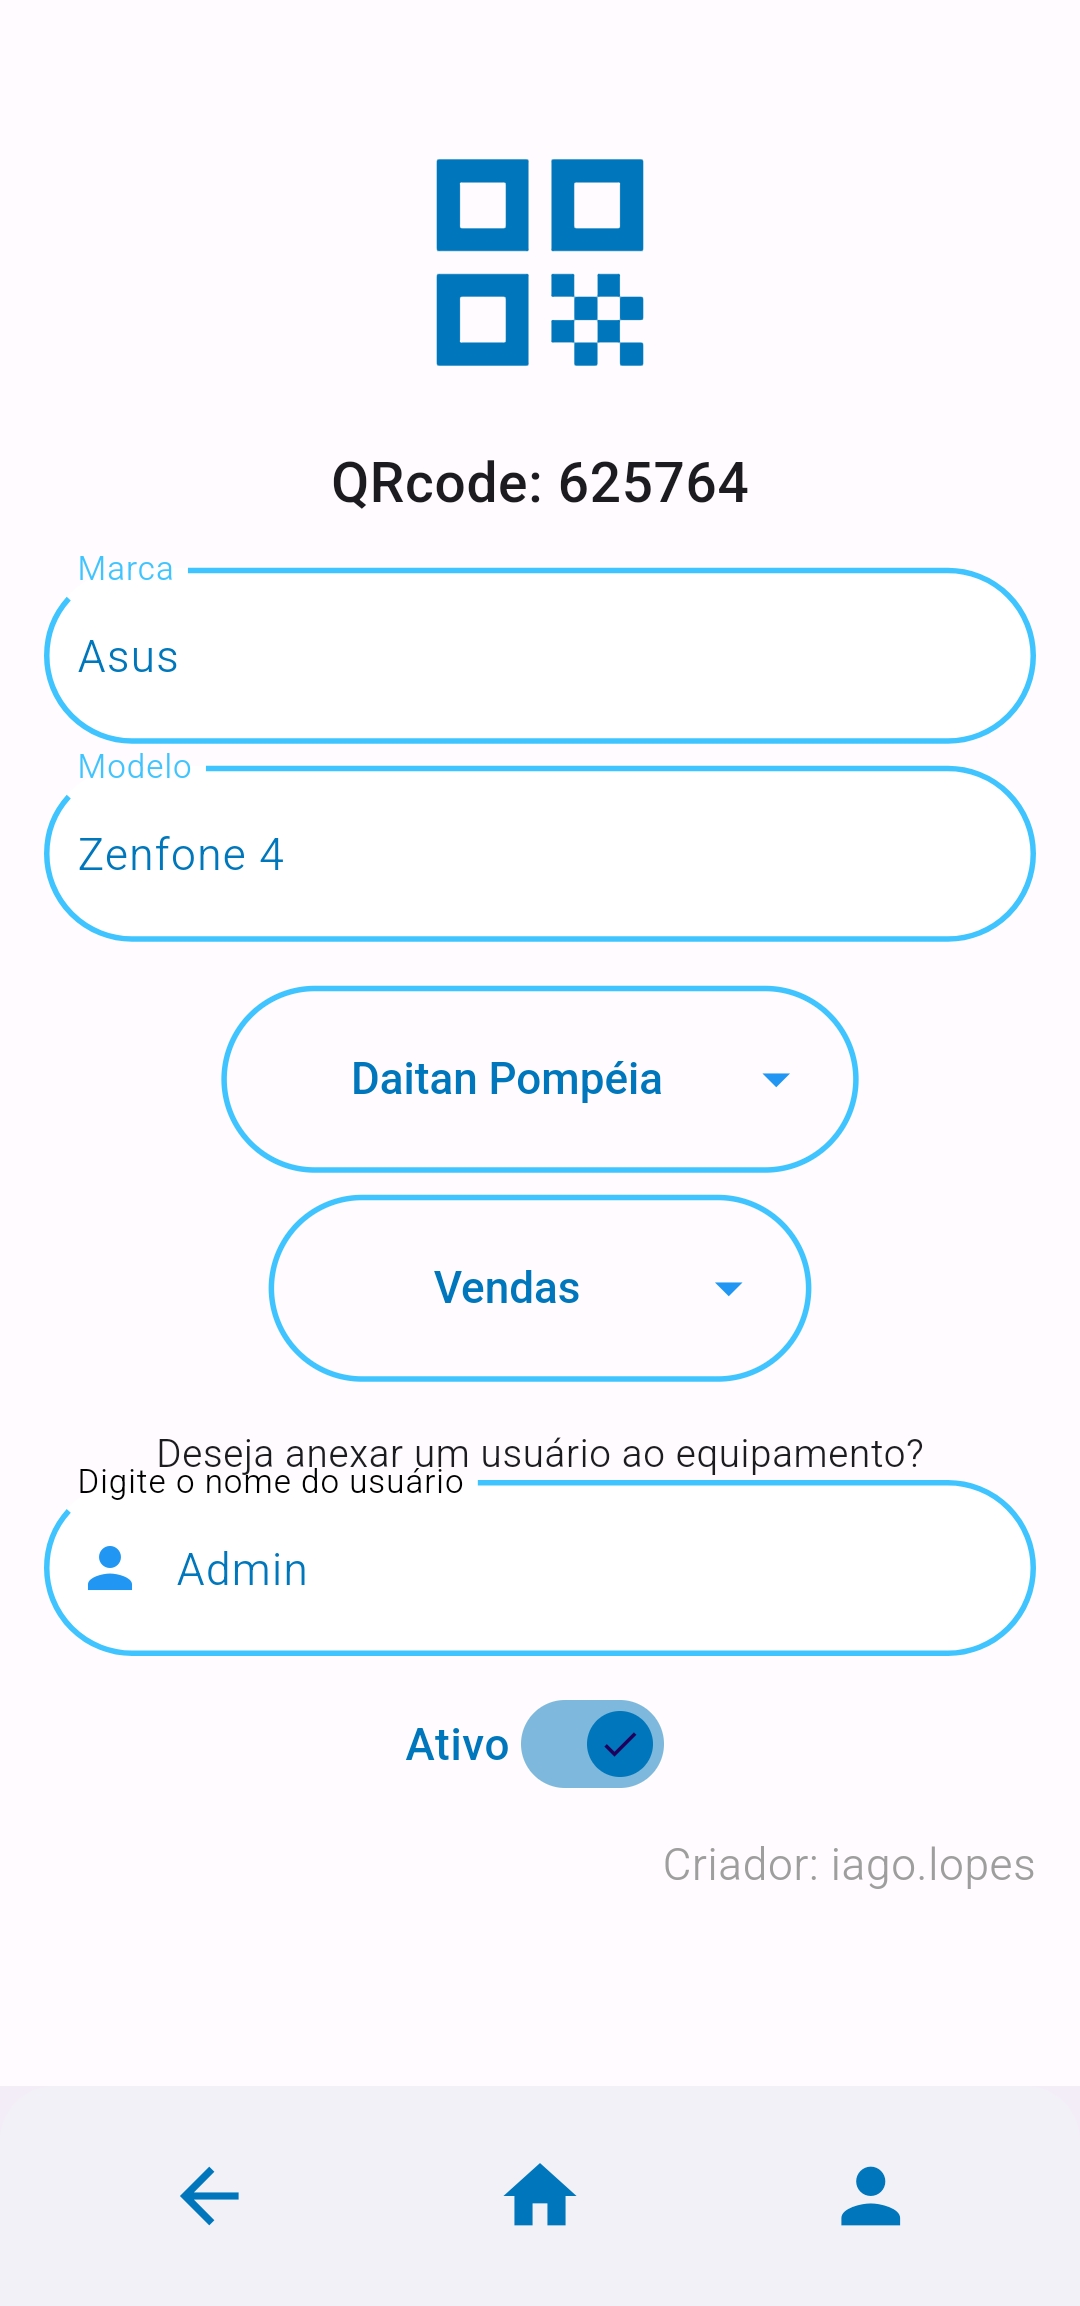 QRcode: 625764
Marca
Asus
Modelo
Zenfone 4
Daitan Pompéia
Vendas
Deseja anexar um usuário ao equipamento?
Digite o nome do usuário
Admin
Ativo
Criador: iago.lopes